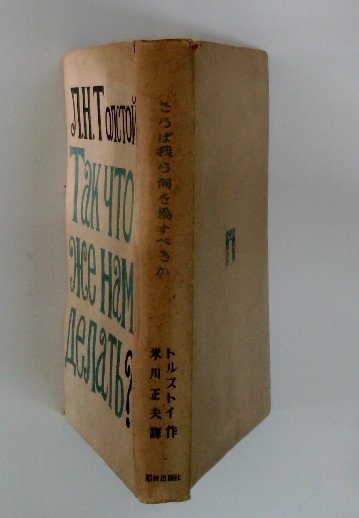 Л.Н.Толстой
Так что
же нам
делать?
さらば我ら何を為すべきか
トルストイ作
米川正夫譯